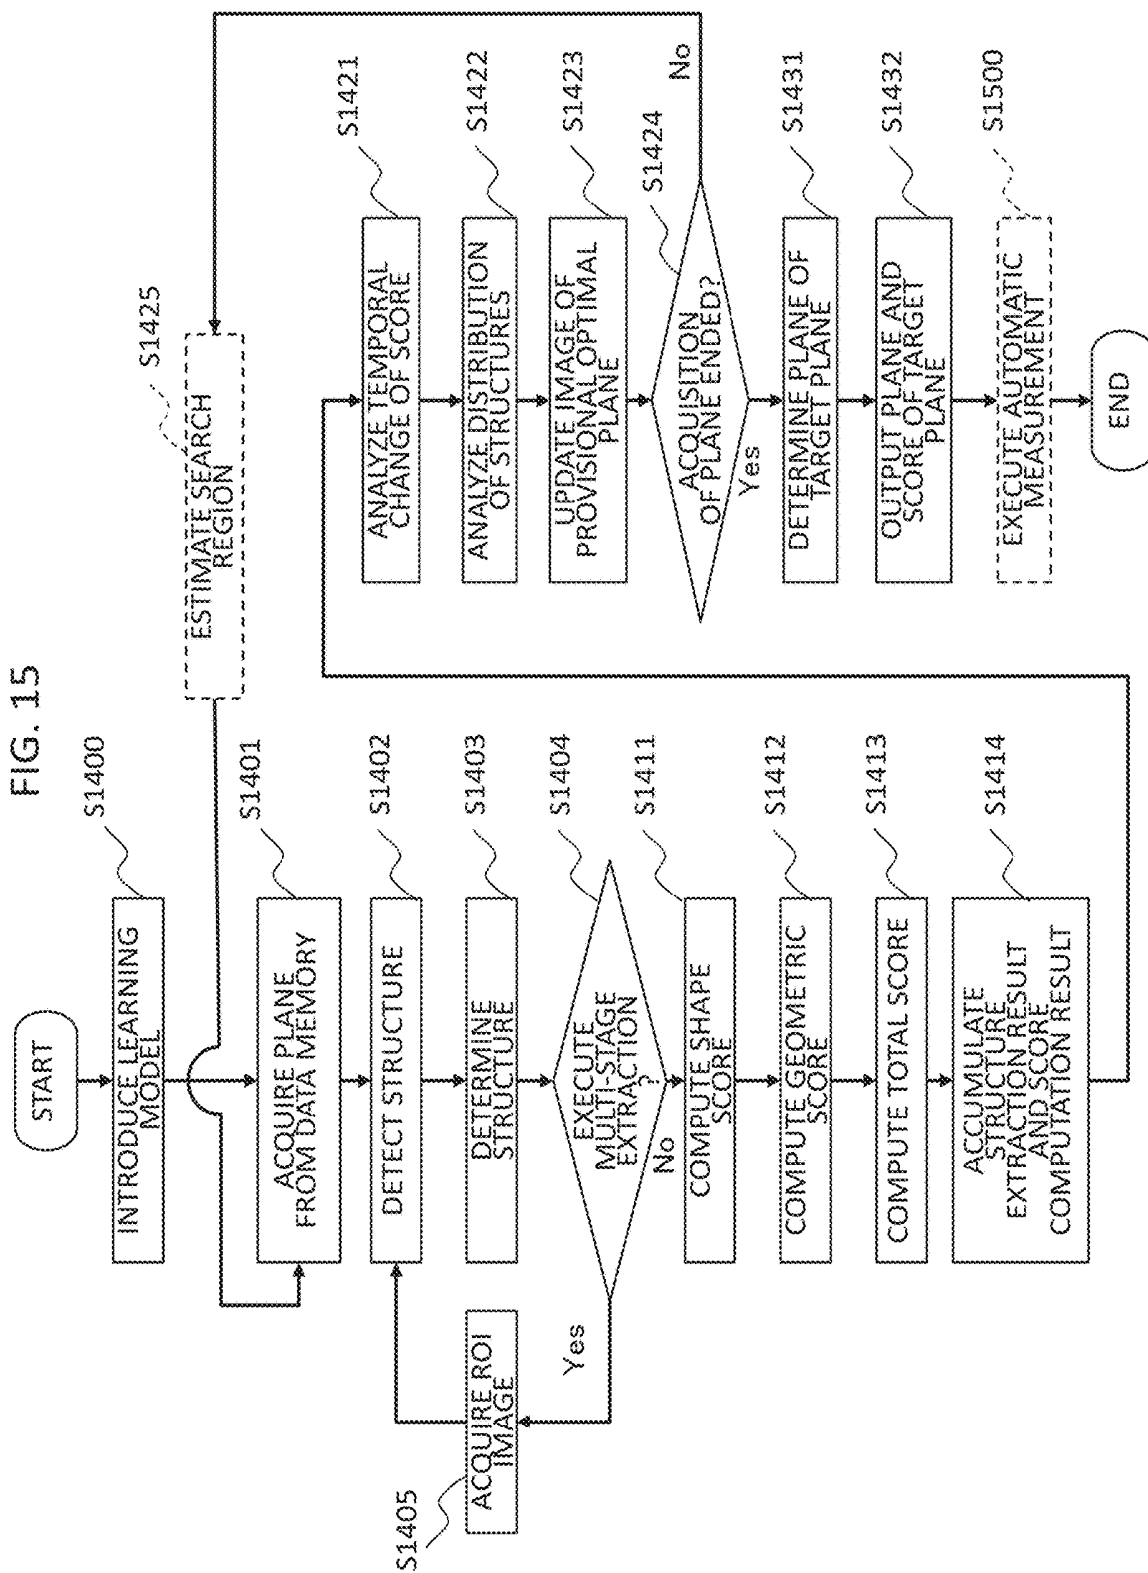 FIG. 15
START
INTRODUCE LEARNING
MODEL
S1400
ACQUIRE PLANE
FROM DATA MEMORY
S1401
DETECT STRUCTURE
S1402
DETERMINE
STRUCTURE
S1403
EXECUTE
MULTI-STAGE
EXTRACTION
?
S1404
Yes
No
ACQUIRE ROI
IMAGE
S1405
COMPUTE SHAPE
SCORE
S1411
COMPUTE GEOMETRIC
SCORE
S1412
COMPUTE TOTAL SCORE
S1413
ACCUMULATE
STRUCTURE
EXTRACTION RESULT
AND SCORE
COMPUTATION RESULT
S1414
ESTIMATE SEARCH
REGION
S1425
ANALYZE TEMPORAL
CHANGE OF SCORE
S1421
ANALYZE DISTRIBUTION
OF STRUCTURES
S1422
UPDATE IMAGE OF
PROVISIONAL OPTIMAL
PLANE
S1423
ACQUISITION
OF PLANE ENDED?
S1424
No
Yes
DETERMINE PLANE OF
TARGET PLANE
S1431
OUTPUT PLANE AND
SCORE OF TARGET
PLANE
S1432
EXECUTE AUTOMATIC
MEASUREMENT
S1500
END